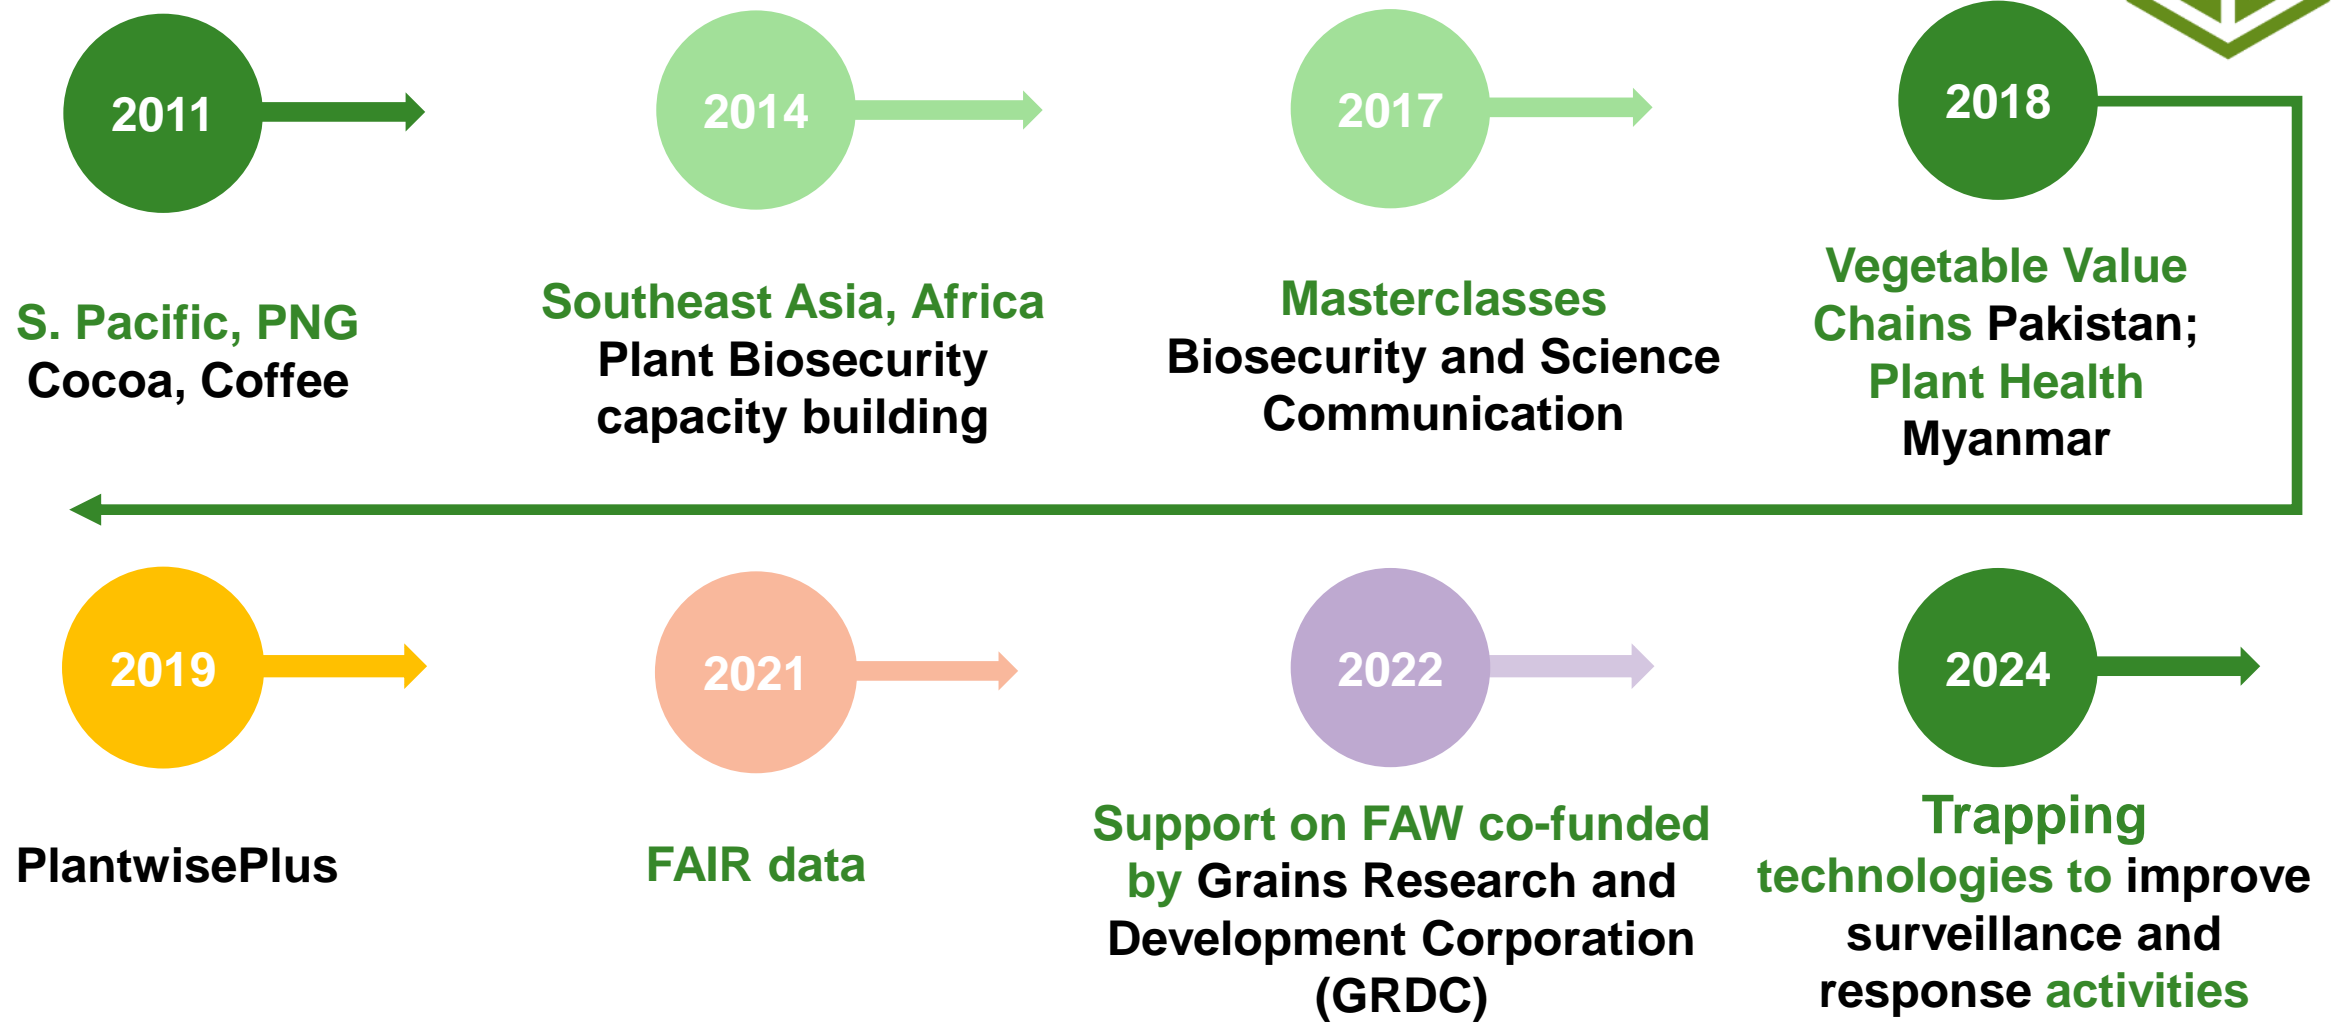 2011
S. Pacific, PNG
Cocoa, Coffee
2014
Southeast Asia, Africa
Plant Biosecurity
capacity building
2017
Masterclasses
Biosecurity and Science
Communication
2018
Vegetable Value
Chains Pakistan;
Plant Health
Myanmar
2019
PlantwisePlus
2021
FAIR data
2022
Support on FAW co-funded
by Grains Research and
Development Corporation
(GRDC)
2024
Trapping
technologies to improve
surveillance and
response activities